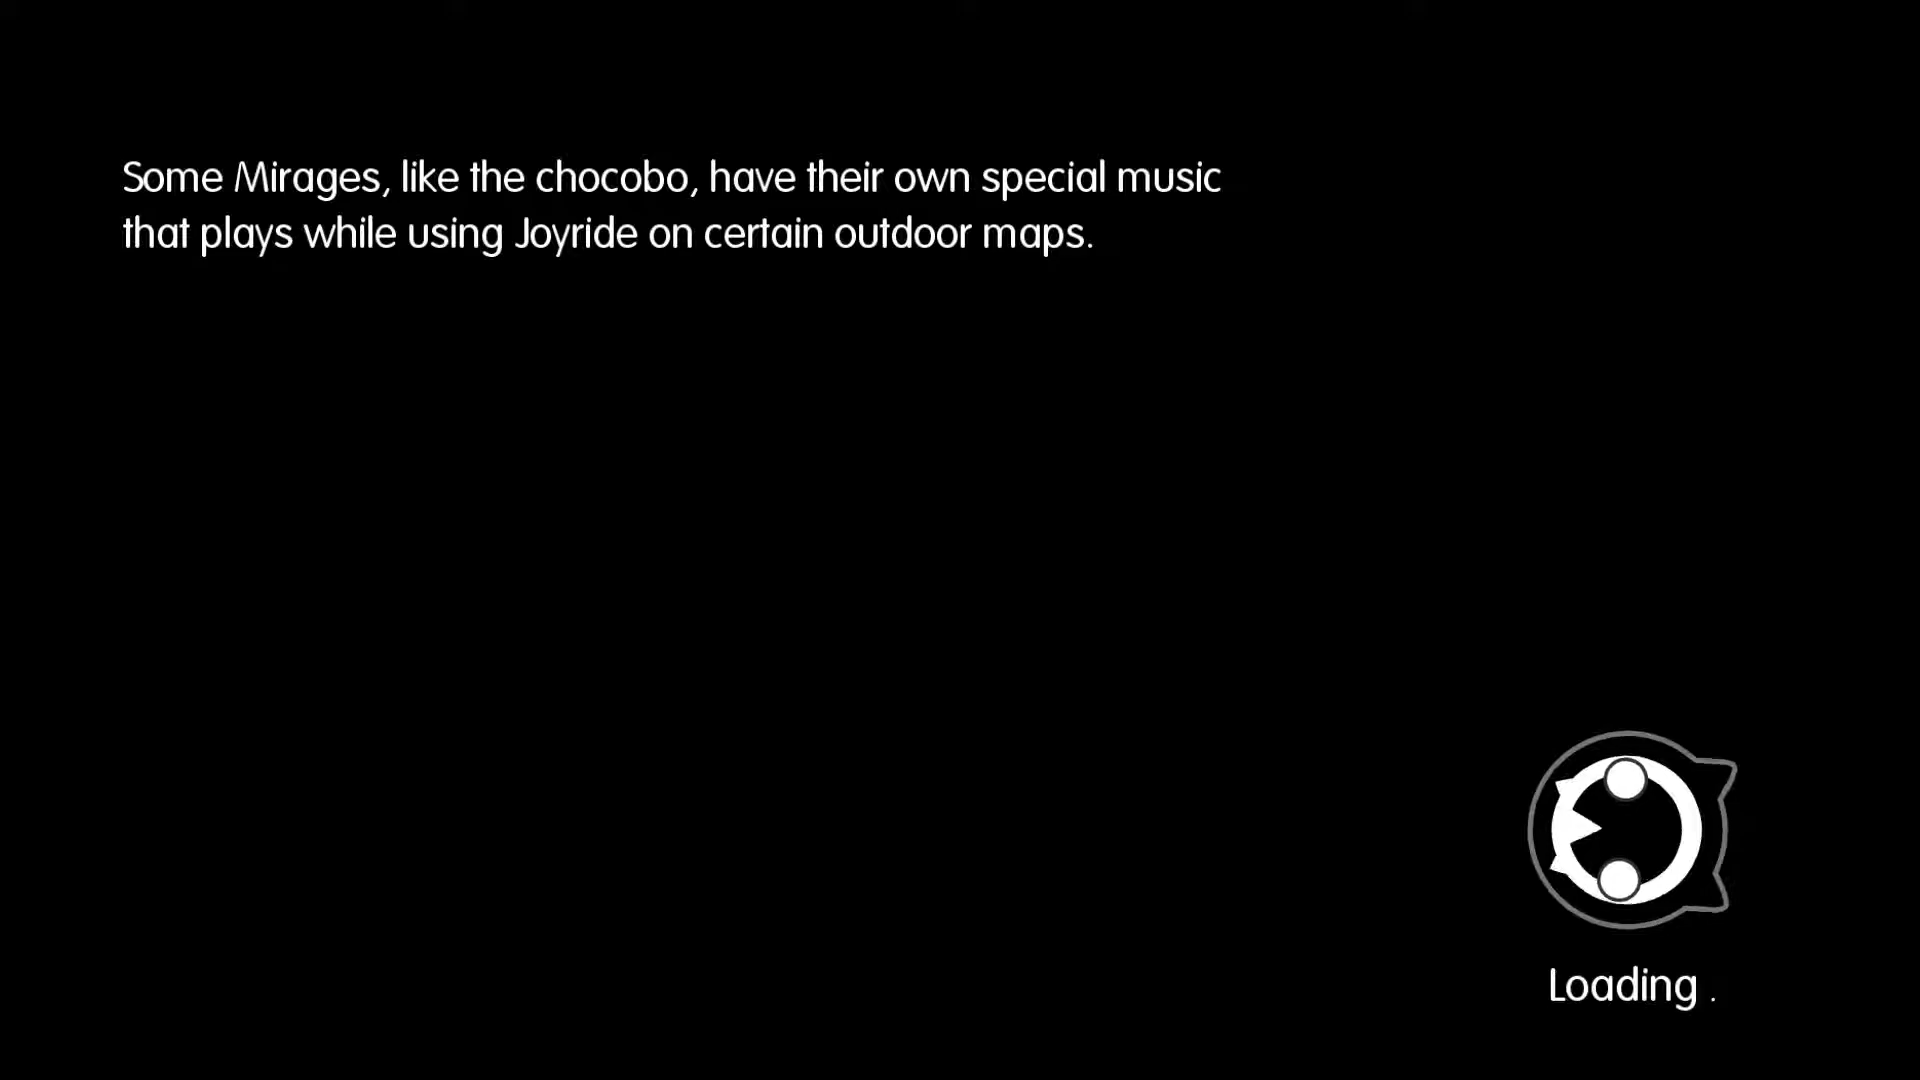 Some Mirages, like the chocobo, have their own special music
that plays while using Joyride on certain outdoor maps.
Loading .